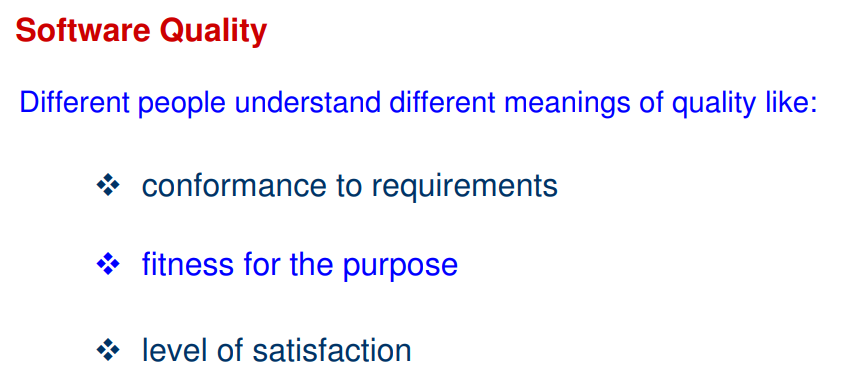 Software Quality
Different people understand different meanings of quality like:
❖ conformance to requirements
❖ fitness for the purpose
❖ level of satisfaction